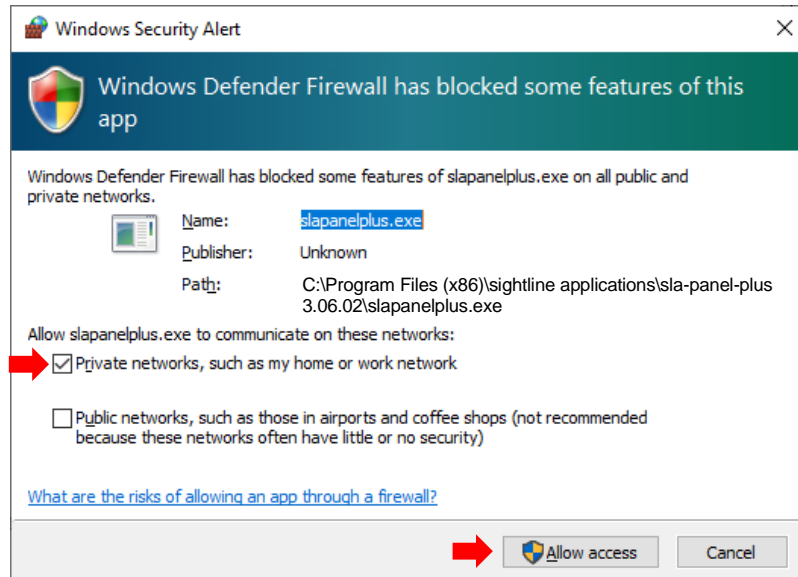 Windows Security Alert
Windows Defender Firewall has blocked some features of this
app
Windows Defender Firewall has blocked some features of slapanelplus.exe on all public and
private networks.
Name: slapanelplus.exe
Publisher: Unknown
Path: C:\Program Files (x86)\sightline applications\sla-panel-plus
3.06.02\slapanelplus.exe
Allow slapanelplus.exe to communicate on these networks:
Private networks, such as my home or work network
Public networks, such as those in airports and coffee shops (not recommended
because these networks often have little or no security)
What are the risks of allowing an app through a firewall?
Allow access Cancel